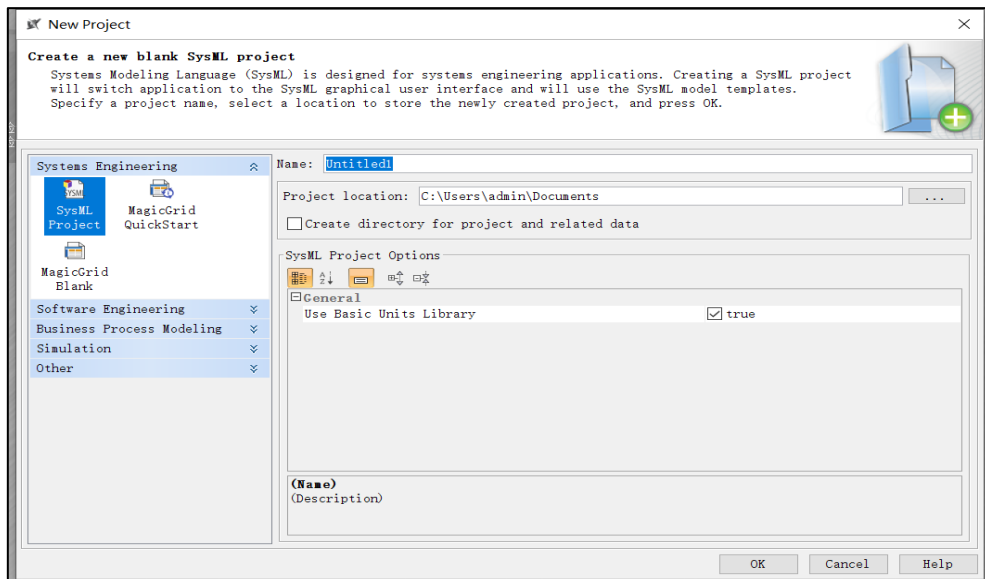 New Project
Create a new blank SysML project
Systems Modeling Language (SysML) is designed for systems engineering applications. Creating a SysML project
will switch application to the SysML graphical user interface and will use the SysML model templates.
Specify a project name, select a location to store the newly created project, and press OK.
Systems Engineering
SysML
Project
MagicGrid
QuickStart
MagicGrid
Blank
Software Engineering
Business Process Modeling
Simulation
Other
Name: Untitled1
Project location: C:\Users\admin\Documents
...
Create directory for project and related data
SysML Project Options
General
Use Basic Units Library
true
(Name)
(Description)
OK
Cancel
Help